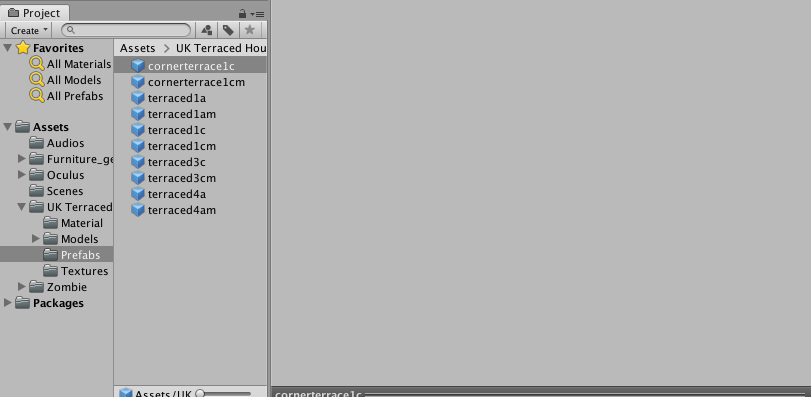 Project
Create
Favorites
All Materials
All Models
All Prefabs
Assets
Audios
Furniture_ge
Oculus
Scenes
UK Terraced
Material
Models
Prefabs
Textures
Zombie
Packages
Assets > UK Terraced Hou
cornerterrace1c
cornerterrace1cm
terraced1a
terraced1am
terraced1c
terraced1cm
terraced3c
terraced3cm
terraced4a
terraced4am
Assets/UK
cornerterrace1c